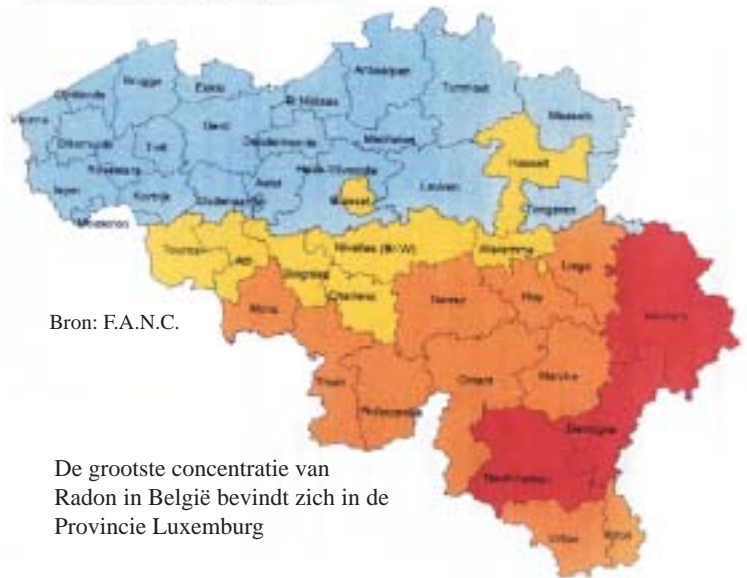 Brugge
Eeklo
Antwerpen
Turnhout
Oostende
St Niklaas
Maaseik
Veurne
Gent
Diksmuide
Tielt
Dendermonde
Mechelen
Hasselt
Roeselare
Halle-Vilvoorde
Ieper
Kortrijk
Aalst
Leuven
Oudenaarde
Brussel
Tongeren
Moeskroen
Tournai
Ath
Nivelles (Br/W)
Waremme
Soignies
Liège
Charleroi
Mons
Namur
Huy
Verviers
Bron: F.A.N.C.
Thuin
Dinant
Marche
Philippeville
Bastogne
De grootste concentratie van
Radon in België bevindt zich in de
Provincie Luxemburg
Neufchâteau
Virton
Arlon